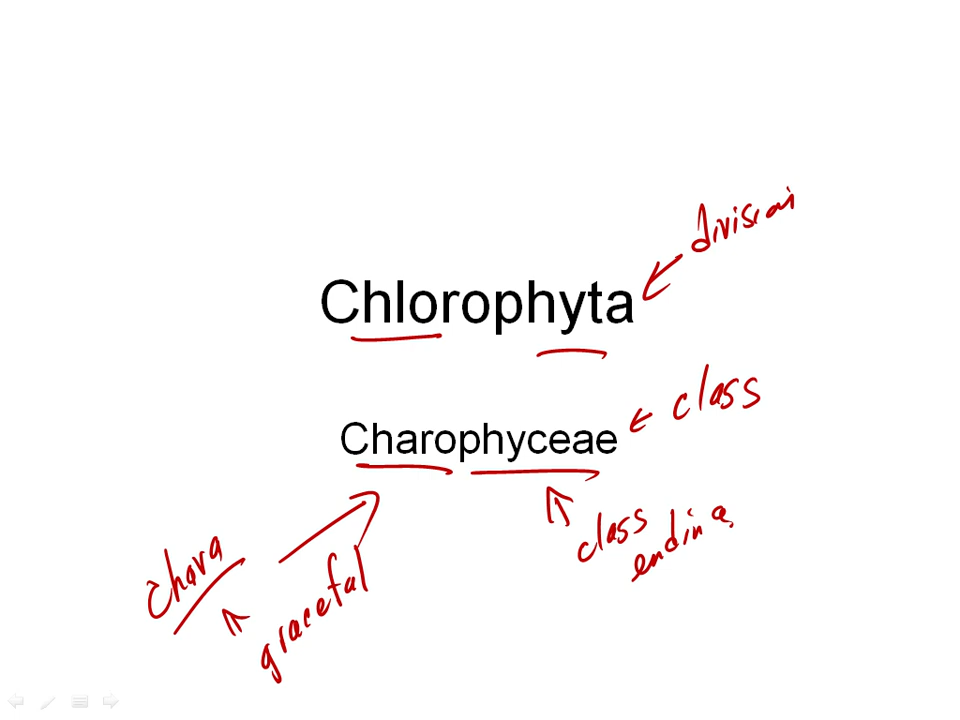 division
Chlorophyta
class
Charophyceae
class
ending
Chara
graceful